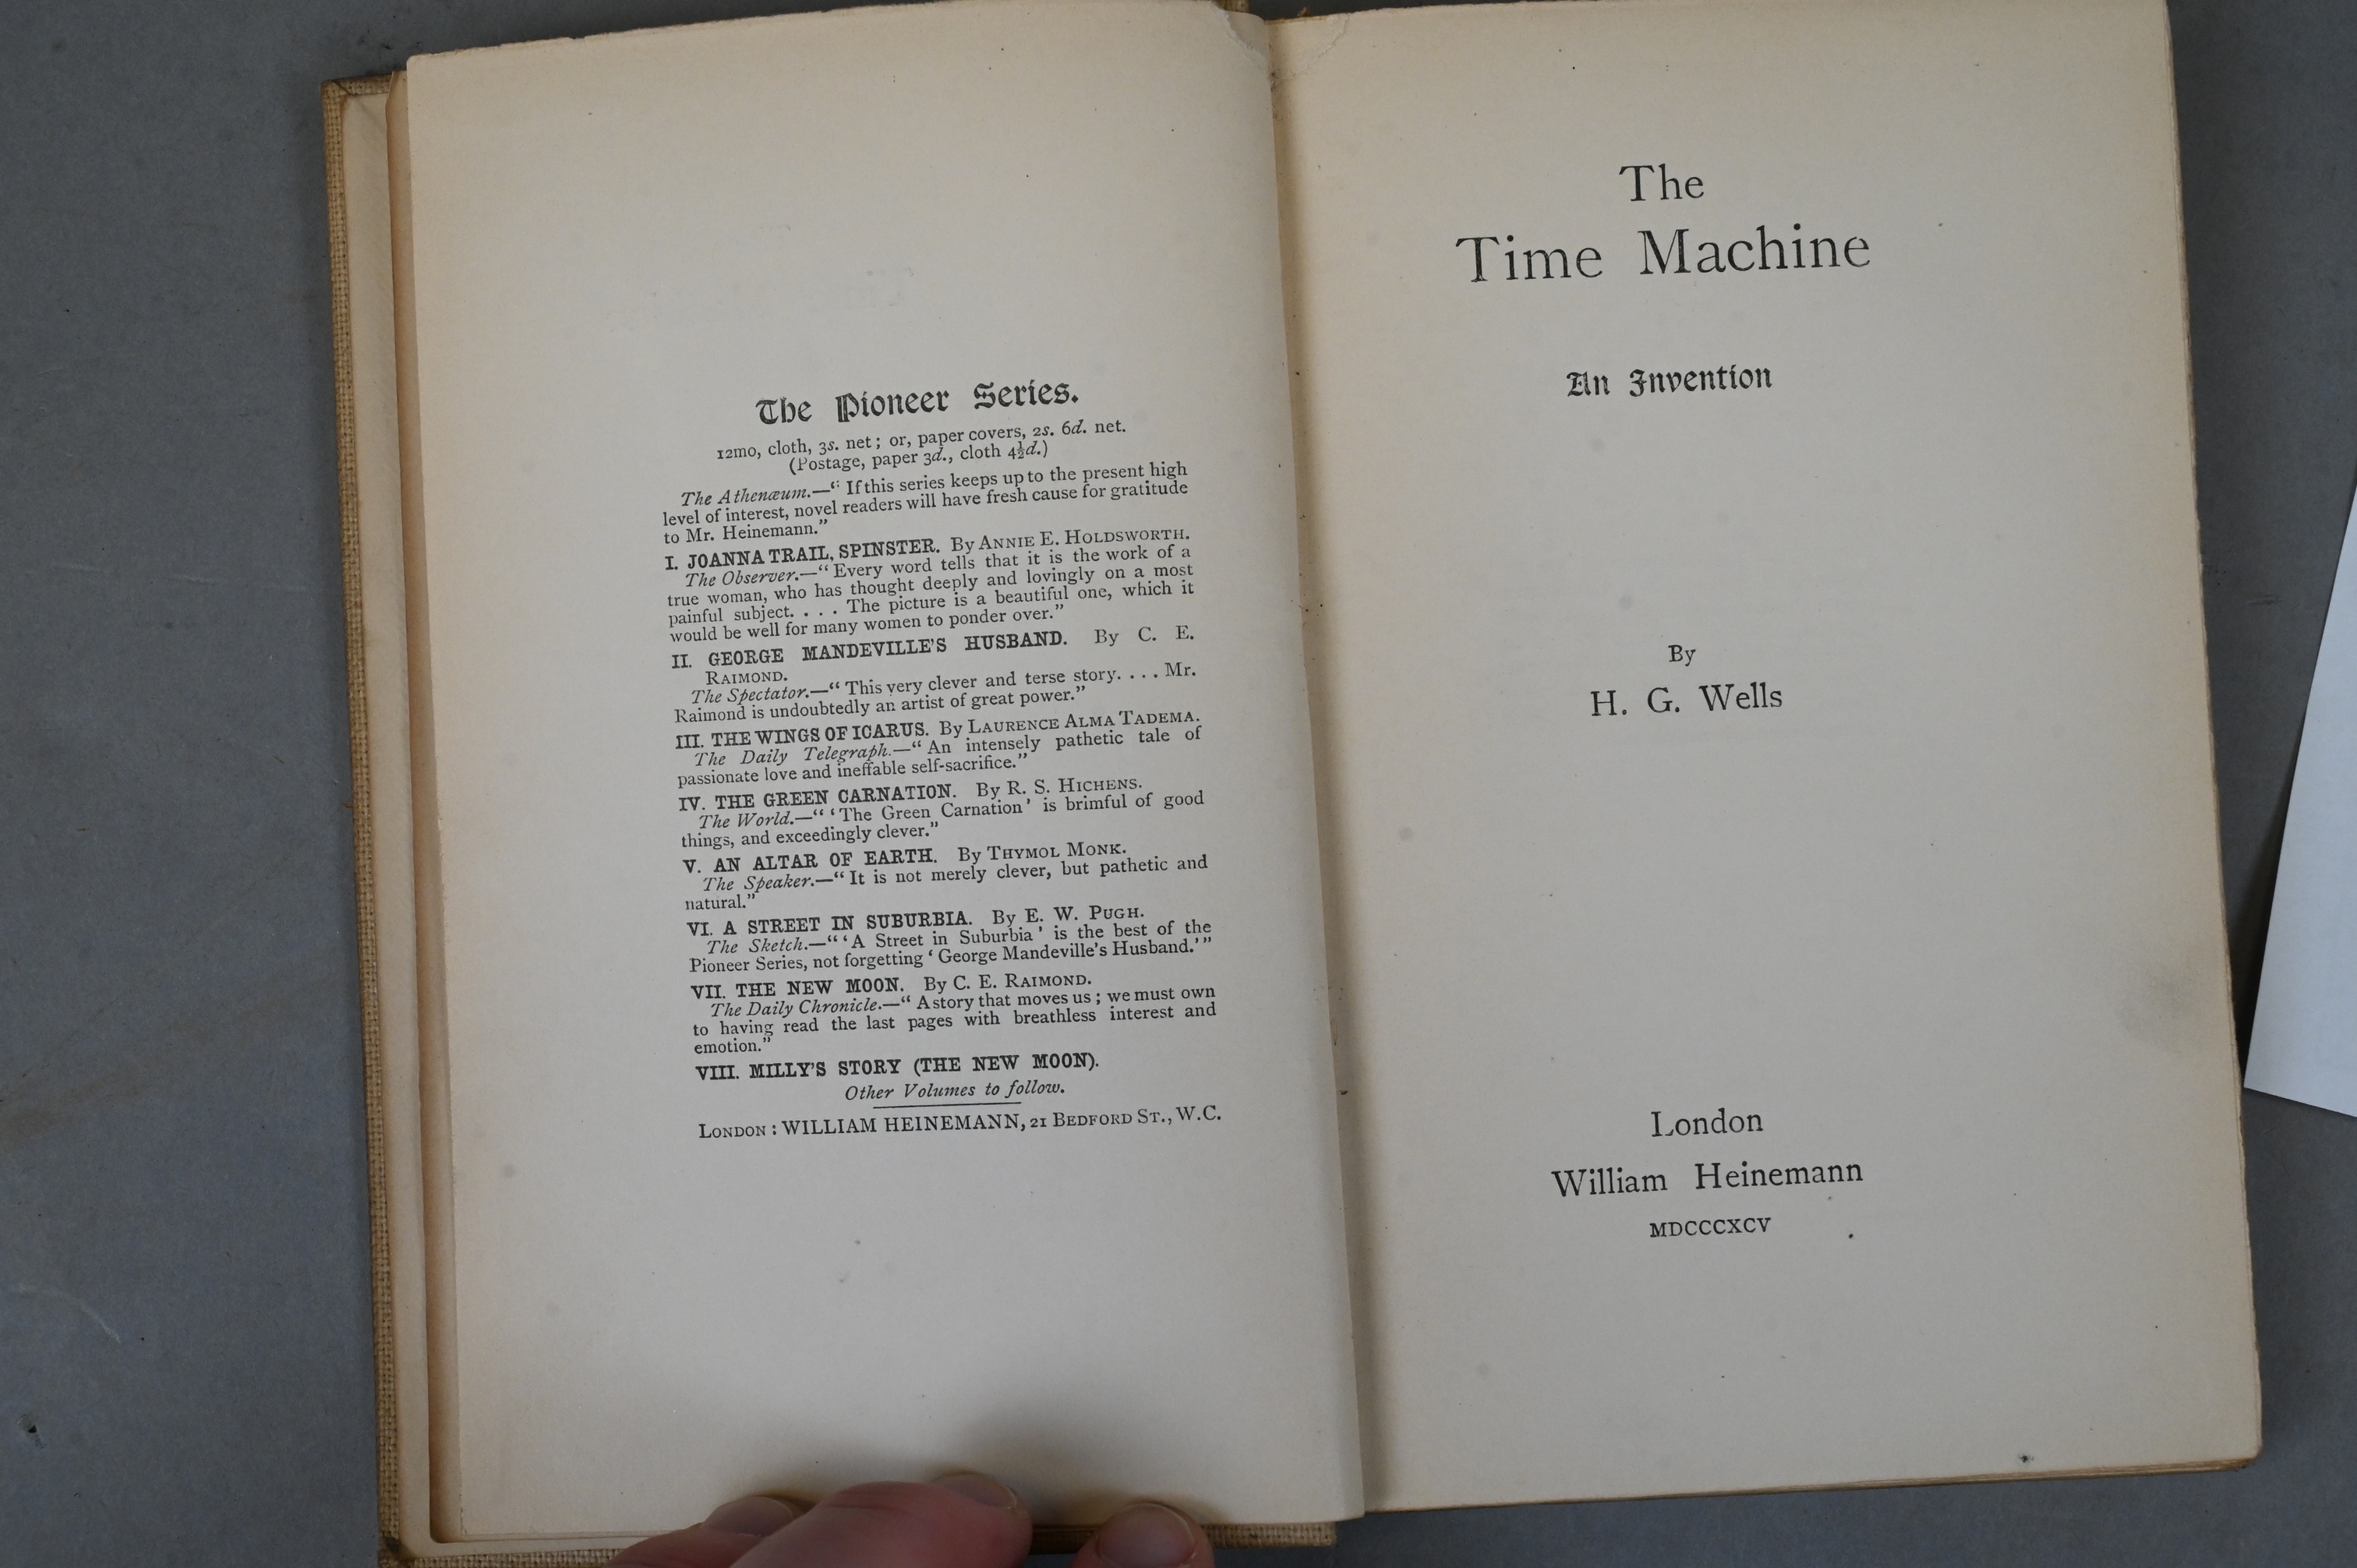 The Pioneer Series.
12mo, cloth, 3s. net; or, paper covers, 2s. 6d. net.
(Postage, paper 3d., cloth 4½d.)
The Athenæum.—“ If this series keeps up to the present high
level of interest, novel readers will have fresh cause for gratitude
to Mr. Heinemann.”
I. JOANNA TRAIL, SPINSTER. By ANNIE E. HOLDSWORTH.
The Observer.—“ Every word tells that it is the work of a
true woman, who has thought deeply and lovingly on a most
painful subject. . . . The picture is a beautiful one, which it
would be well for many women to ponder over.”
II. GEORGE MANDEVILLE’S HUSBAND. By C. E.
RAIMOND.
The Spectator.—“ This very clever and terse story. . . . Mr.
Raimond is undoubtedly an artist of great power.”
III. THE WINGS OF ICARUS. By LAURENCE ALMA TADEMA.
The Daily Telegraph.—“ An intensely pathetic tale of
passionate love and ineffable self-sacrifice.”
IV. THE GREEN CARNATION. By R. S. HICHENS.
The World.—“ ‘ The Green Carnation ’ is brimful of good
things, and exceedingly clever.”
V. AN ALTAR OF EARTH. By THYMOL MONK.
The Speaker.—“ It is not merely clever, but pathetic and
natural.”
VI. A STREET IN SUBURBIA. By E. W. PUGH.
The Sketch.—“ ‘ A Street in Suburbia ’ is the best of the
Pioneer Series, not forgetting ‘ George Mandeville’s Husband.’ ”
VII. THE NEW MOON. By C. E. RAIMOND.
The Daily Chronicle.—“ A story that moves us ; we must own
to having read the last pages with breathless interest and
emotion.”
VIII. MILLY’S STORY (THE NEW MOON).
Other Volumes to follow.
LONDON : WILLIAM HEINEMANN, 21 BEDFORD ST., W.C.
The
Time Machine
An Invention
By
H. G. Wells
London
William Heinemann
MDCCCXCV